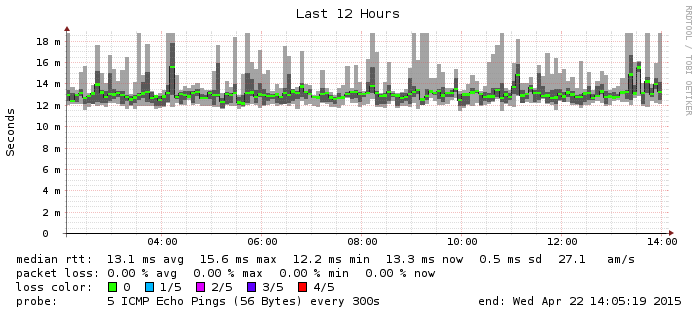 Last 12 Hours
RRDTOOL / TOBI OETIKER
Seconds
18 m
16 m
14 m
12 m
10 m
8 m
6 m
4 m
2 m
0
04:00 06:00 08:00 10:00 12:00 14:00
median rtt: 13.1 ms avg 15.6 ms max 12.2 ms min 13.3 ms now 0.5 ms sd 27.1 am/s
packet loss: 0.00 % avg 0.00 % max 0.00 % min 0.00 % now
loss color: 0 1/5 2/5 3/5 4/5
probe: 5 ICMP Echo Pings (56 Bytes) every 300s end: Wed Apr 22 14:05:19 2015